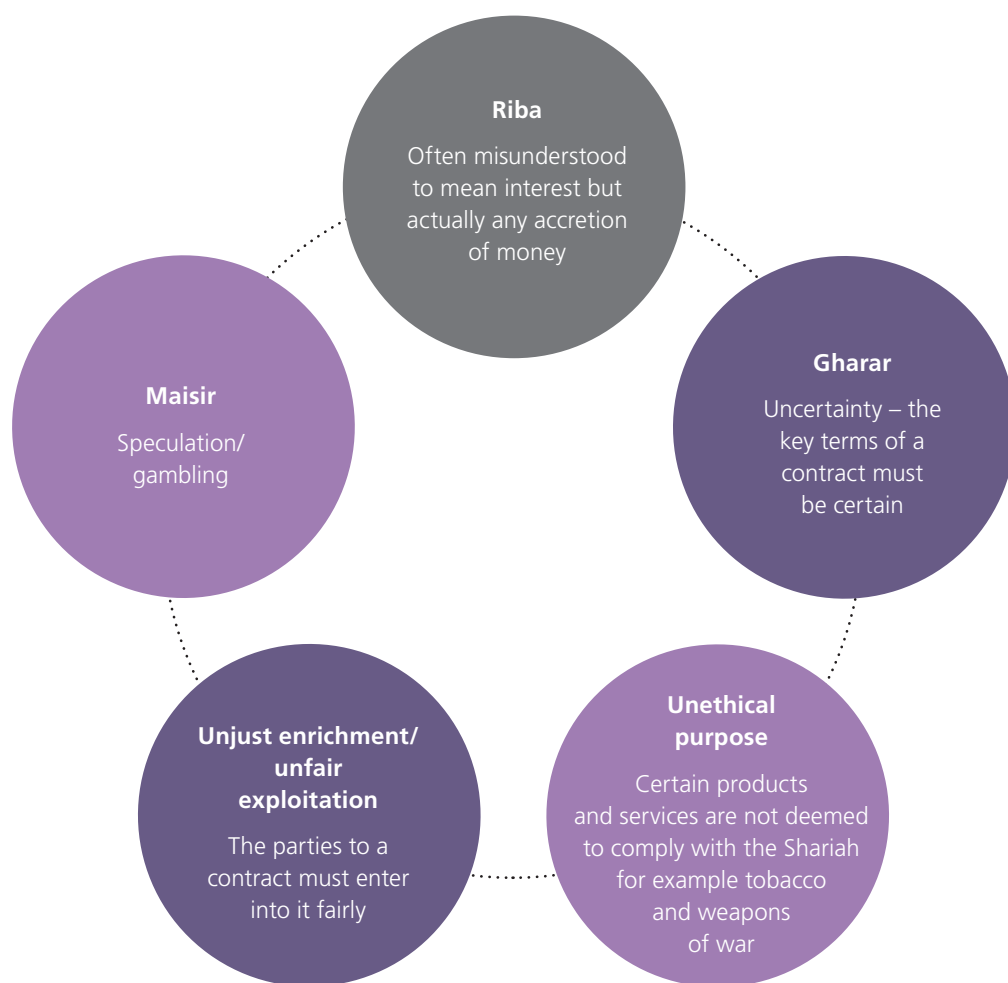 Riba
Often misunderstood
to mean interest but
actually any accretion
of money
Gharar
Uncertainty – the
key terms of a
contract must
be certain
Unethical
purpose
Certain products
and services are not deemed
to comply with the Shariah
for example tobacco
and weapons
of war
Unjust enrichment/
unfair
exploitation
The parties to a
contract must enter
into it fairly
Maisir
Speculation/
gambling